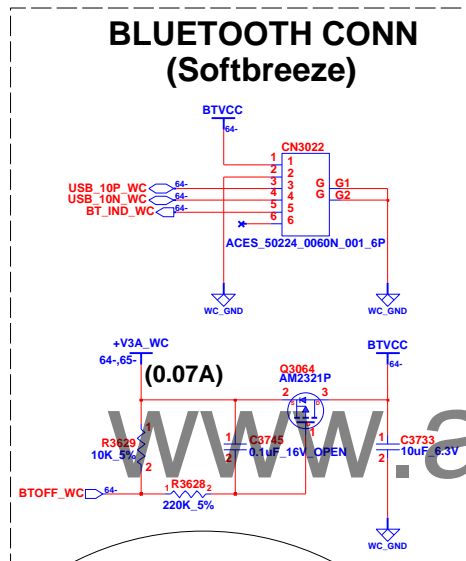 BLUETOOTH CONN
(Softbreeze)
BTVCC
64-
CN3022
1 1
2 2
USB_10P_WC 64- 3 3 G G1
USB_10N_WC 64- 4 4 G G2
BT_IND_WC 64- 5 5
6 6
ACES_50224_0060N_001_6P
WC_GND WC_GND
+V3A_WC
64-,65-
(0.07A)
Q3064
AM2321P
BTVCC
64-
2 3
1
R3629
10K_5%
1
2
C3745
0.1uF_16V_OPEN
1
2
C3733
10uF_6.3V
1
2
BTOFF_WC 64-
R3628
1 2
220K_5%
WC_GND
www.a